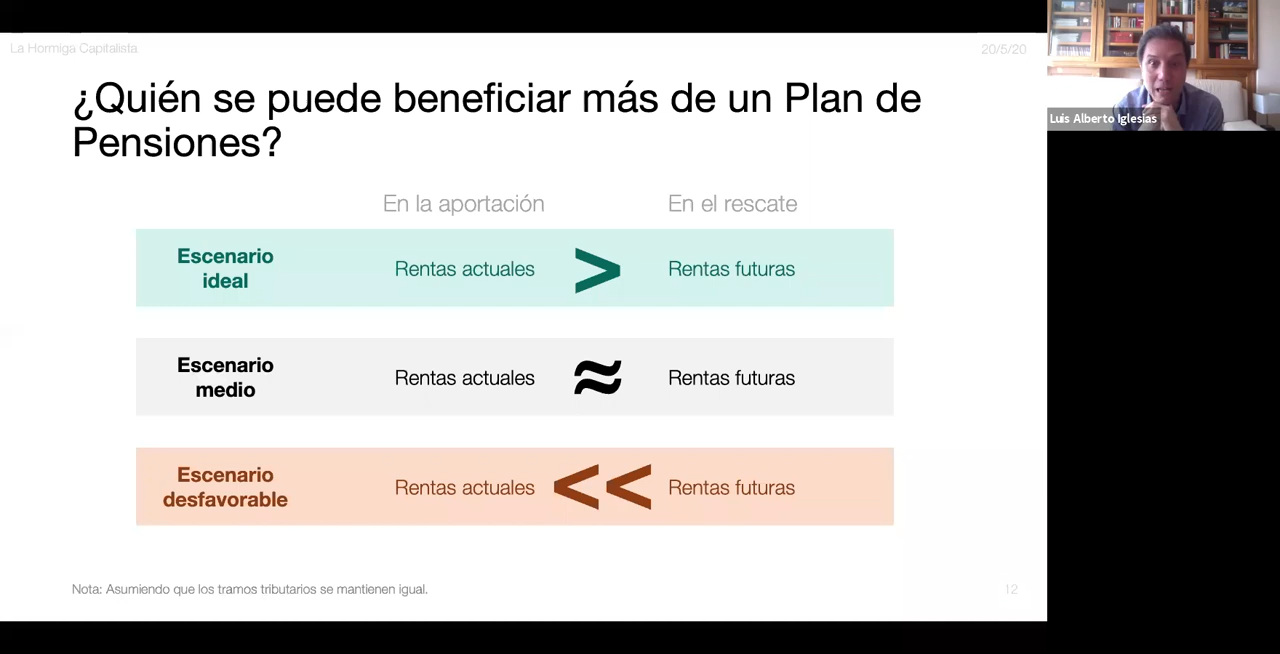 La Hormiga Capitalista
20/5/20
¿Quién se puede beneficiar más de un Plan de
Pensiones?
En la aportación
En el rescate
Escenario
ideal
Rentas actuales > Rentas futuras
Escenario
medio
Rentas actuales ≈ Rentas futuras
Escenario
desfavorable
Rentas actuales << Rentas futuras
Nota: Asumiendo que los tramos tributarios se mantienen igual.
12
Luis Alberto Iglesias